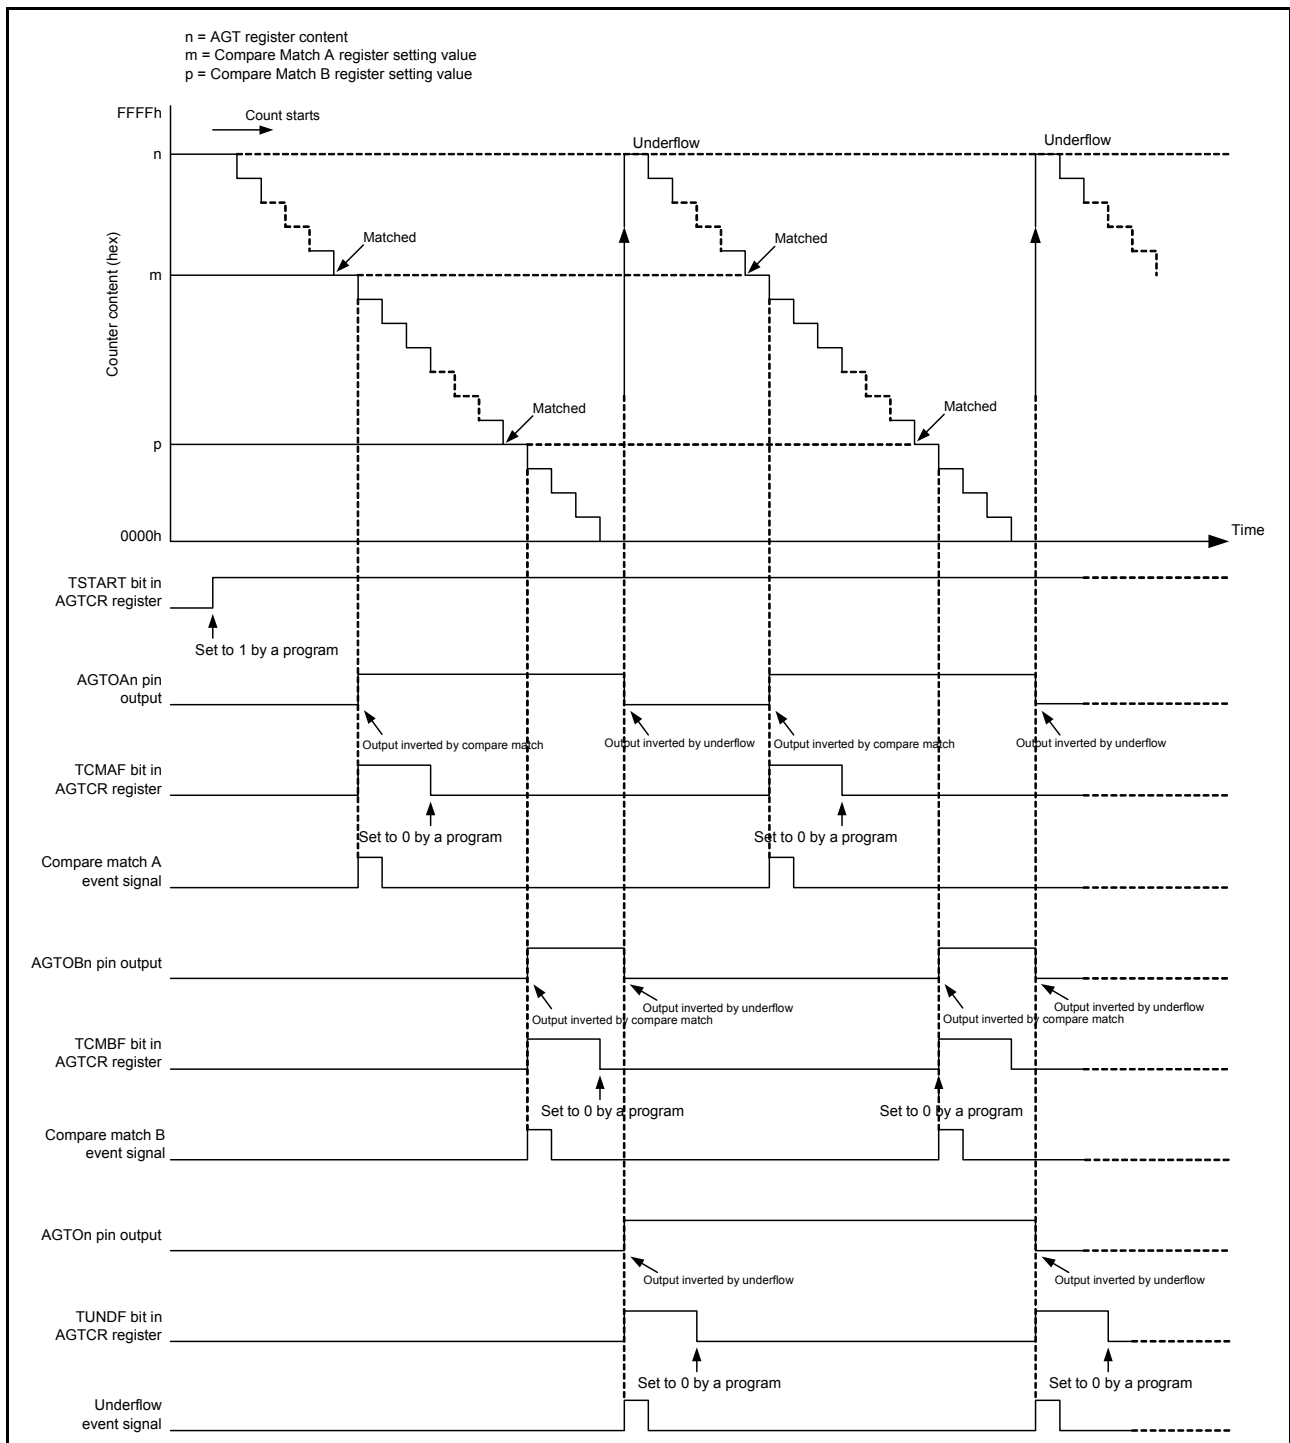 n = AGT register content
m = Compare Match A register setting value
p = Compare Match B register setting value
FFFFh
Count starts
Underflow
Underflow
n
Matched
Matched
m
Counter content (hex)
Matched
Matched
p
0000h
Time
TSTART bit in
AGTCR register
Set to 1 by a program
AGTOAn pin
output
Output inverted by compare match
Output inverted by underflow
Output inverted by compare match
Output inverted by underflow
TCMAF bit in
AGTCR register
Set to 0 by a program
Set to 0 by a program
Compare match A
event signal
AGTOBn pin output
Output inverted by underflow
Output inverted by underflow
Output inverted by compare match
Output inverted by compare match
TCMBF bit in
AGTCR register
Set to 0 by a program
Set to 0 by a program
Compare match B
event signal
AGTOn pin output
Output inverted by underflow
Output inverted by underflow
TUNDF bit in
AGTCR register
Set to 0 by a program
Set to 0 by a program
Underflow
event signal